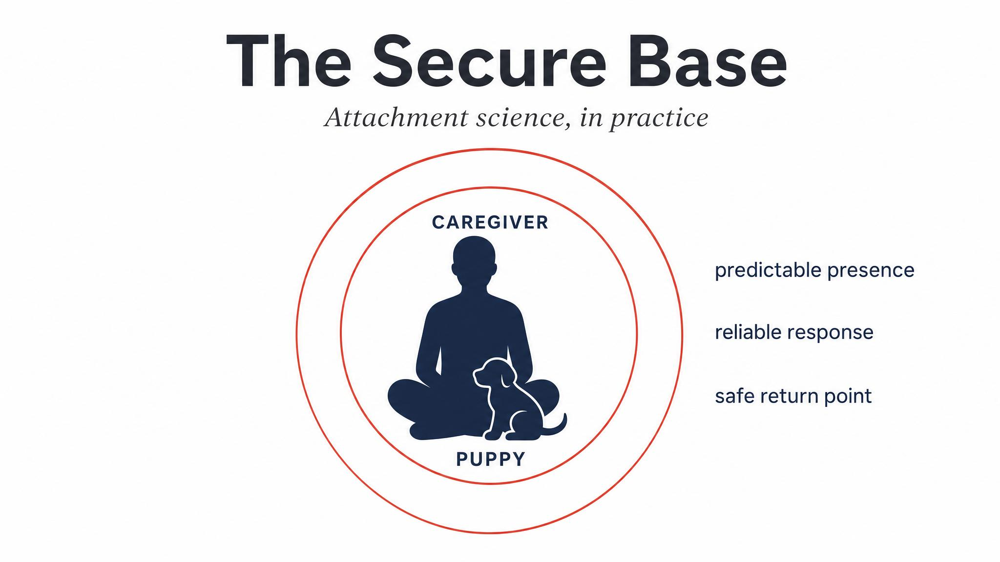 The Secure Base
Attachment science, in practice
CAREGIVER
PUPPY
predictable presence
reliable response
safe return point